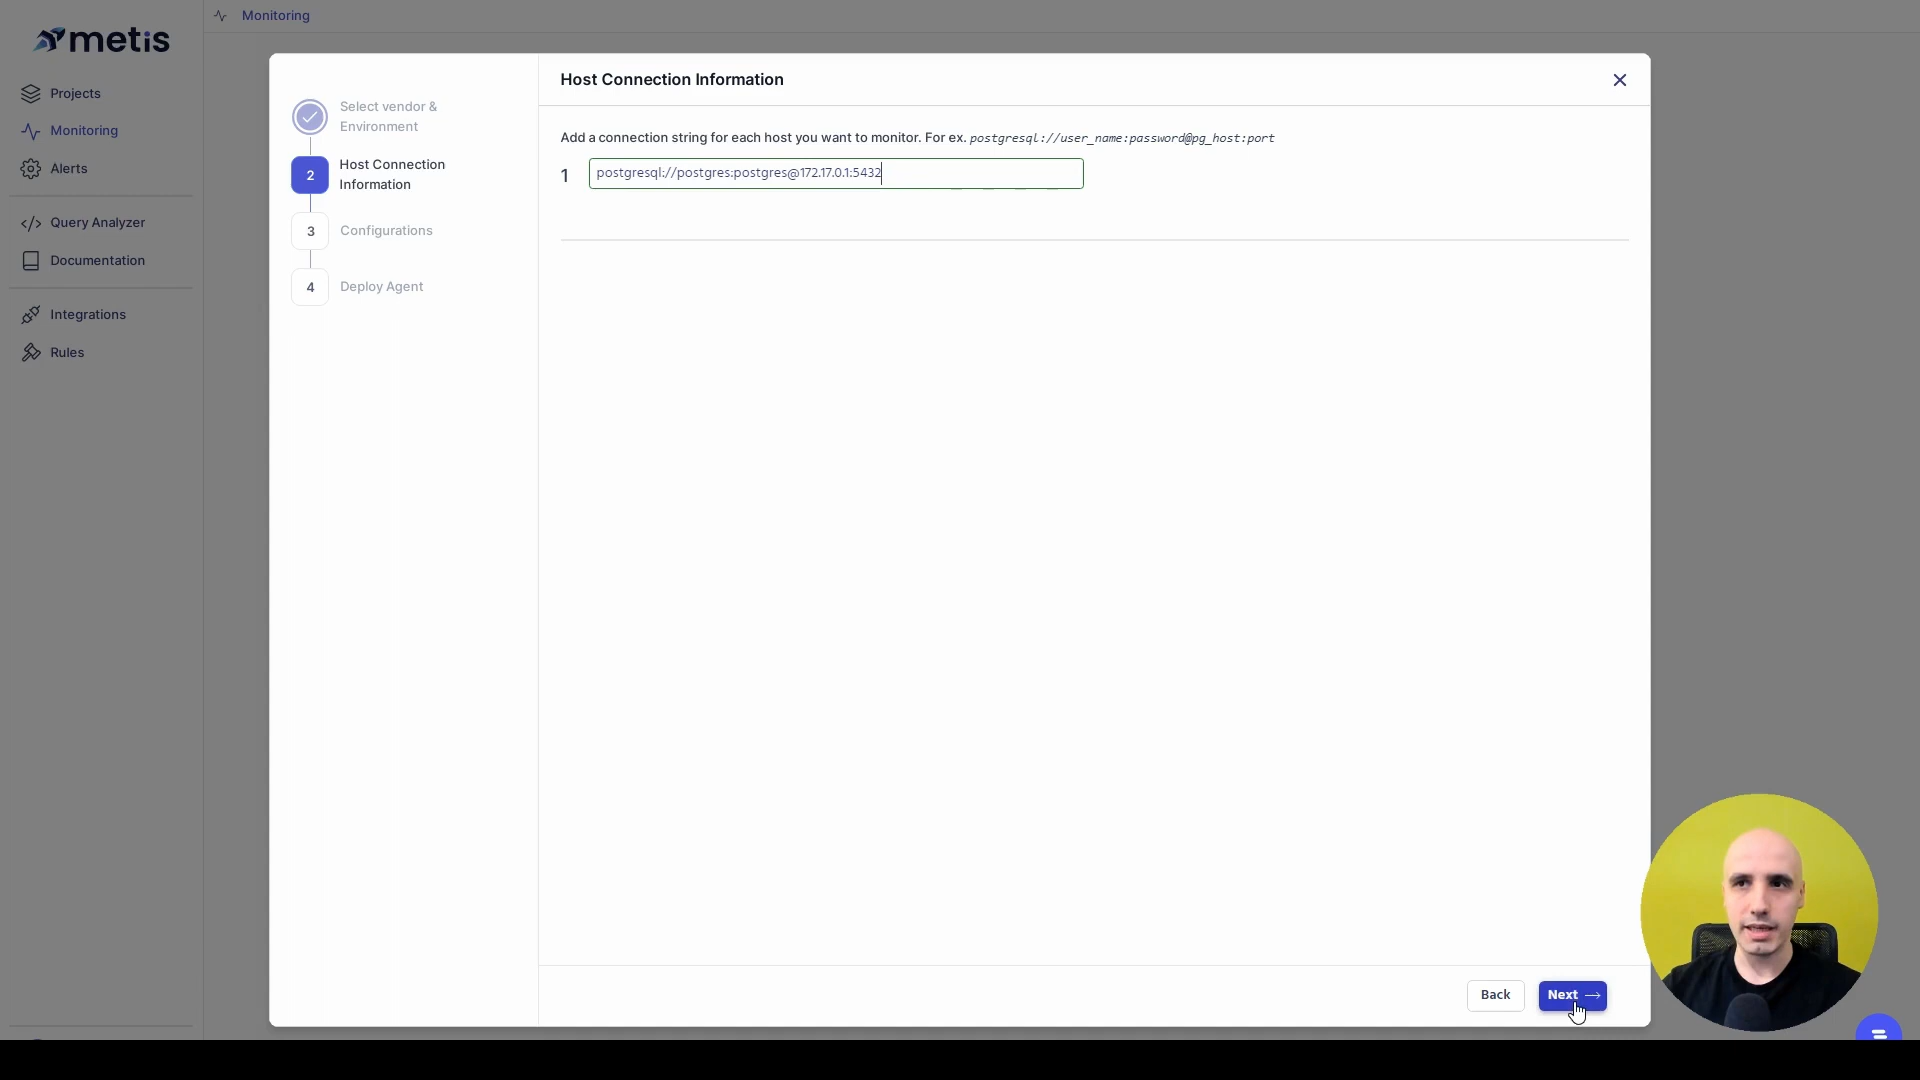 metis
Monitoring
Projects
Monitoring
Alerts
Query Analyzer
Documentation
Integrations
Rules
Select vendor &
Environment
2
Host Connection
Information
3
Configurations
4
Deploy Agent
Host Connection Information
Add a connection string for each host you want to monitor. For ex. postgresql://user_name:password@pg_host:port
1
postgresql://postgres:postgres@172.17.0.1:5432
Back
Next →